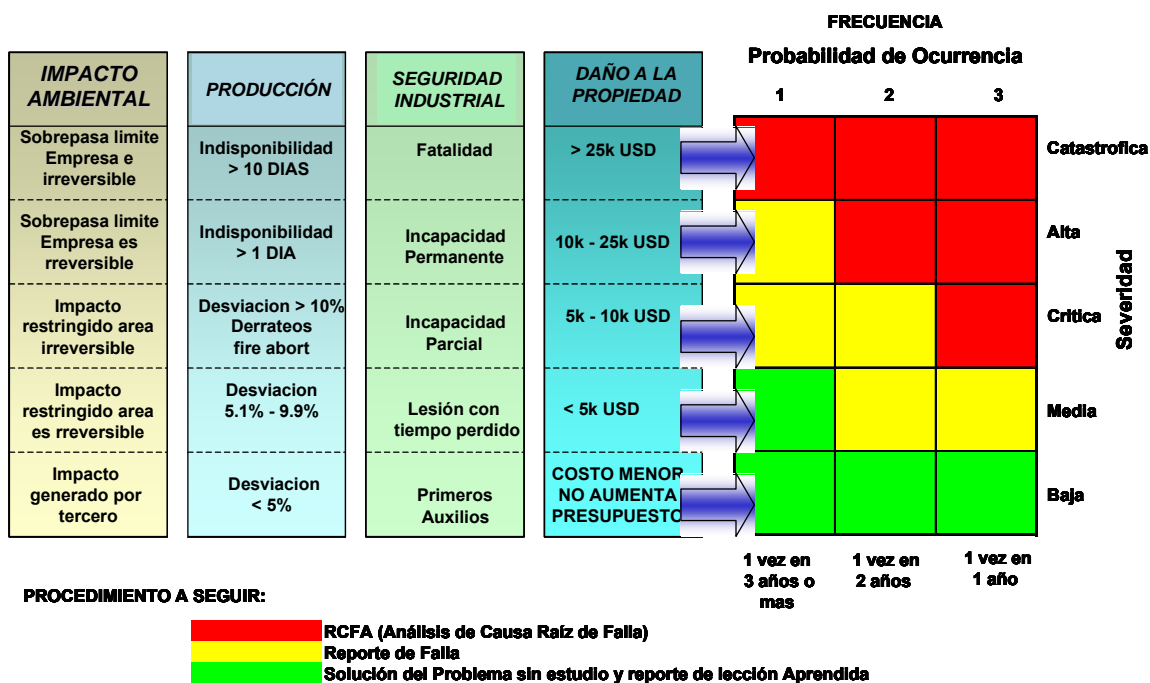 FRECUENCIA
Probabilidad de Ocurrencia
1 2 3
IMPACTO
AMBIENTAL
Sobrepasa limite
Empresa e
irreversible
Sobrepasa limite
Empresa es
rreversible
Impacto
restringido area
irreversible
Impacto
restringido area
es rreversible
Impacto
generado por
tercero
PRODUCCIÓN
Indisponibilidad
> 10 DIAS
Indisponibilidad
> 1 DIA
Desviacion > 10%
Derrateos
fire abort
Desviacion
5.1% - 9.9%
Desviacion
< 5%
SEGURIDAD
INDUSTRIAL
Fatalidad
Incapacidad
Permanente
Incapacidad
Parcial
Lesión con
tiempo perdido
Primeros
Auxilios
DAÑO A LA
PROPIEDAD
> 25k USD
10k - 25k USD
5k - 10k USD
< 5k USD
COSTO MENOR
NO AUMENTA
PRESUPUESTO
Catastrofica
Alta
Critica
Media
Baja
Severidad
1 vez en
3 años o
mas
1 vez en
2 años
1 vez en
1 año
PROCEDIMIENTO A SEGUIR:
RCFA (Análisis de Causa Raíz de Falla)
Reporte de Falla
Solución del Problema sin estudio y reporte de lección Aprendida